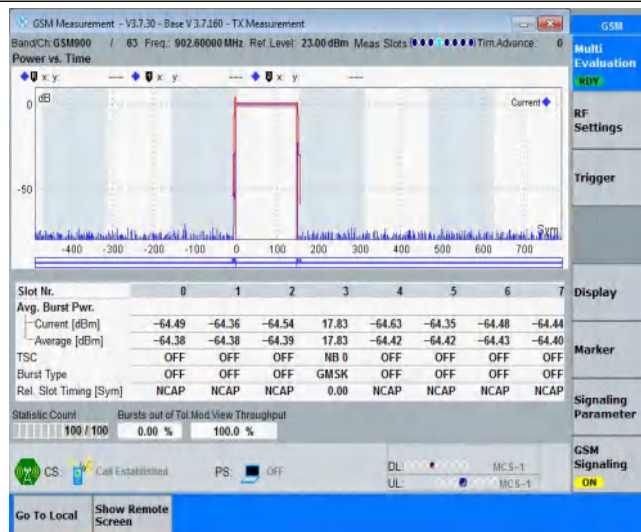 GSM Measurement - V3.7.30 - Base V 3.7.160 - TX Measurement
GSM
Band/Ch: GSM900 / 63 Freq.: 902.60000 MHz Ref.Level: 23.00 dBm Meas Slots Tim.Advance: 0
Power vs. Time
x: y: --- x: y: --- x: y: ---
dB
Current
0
-50
Sym
-400 -300 -200 -100 0 100 200 300 400 500 600 700
Slot Nr. 0 1 2 3 4 5 6 7
Avg. Burst Pwr.
Current [dBm] -64.49 -64.36 -64.54 17.83 -64.63 -64.35 -64.48 -64.44
Average [dBm] -64.38 -64.38 -64.39 17.83 -64.42 -64.42 -64.43 -64.40
TSC OFF OFF OFF NB 0 OFF OFF OFF OFF
Burst Type OFF OFF OFF GMSK OFF OFF OFF OFF
Rel. Slot Timing [Sym] NCAP NCAP NCAP 0.00 NCAP NCAP NCAP NCAP
Statistic Count Bursts out of Tol. Mod.View Throughput
100 / 100 0.00 % 100.0 %
CS: Call Established PS: OFF DL: MCS-1
UL: MCS-1
Multi
Evaluation
RDY
RF
Settings
Trigger
Display
Marker
Signaling
Parameter
GSM
Signaling
ON
Go To Local
Show Remote
Screen